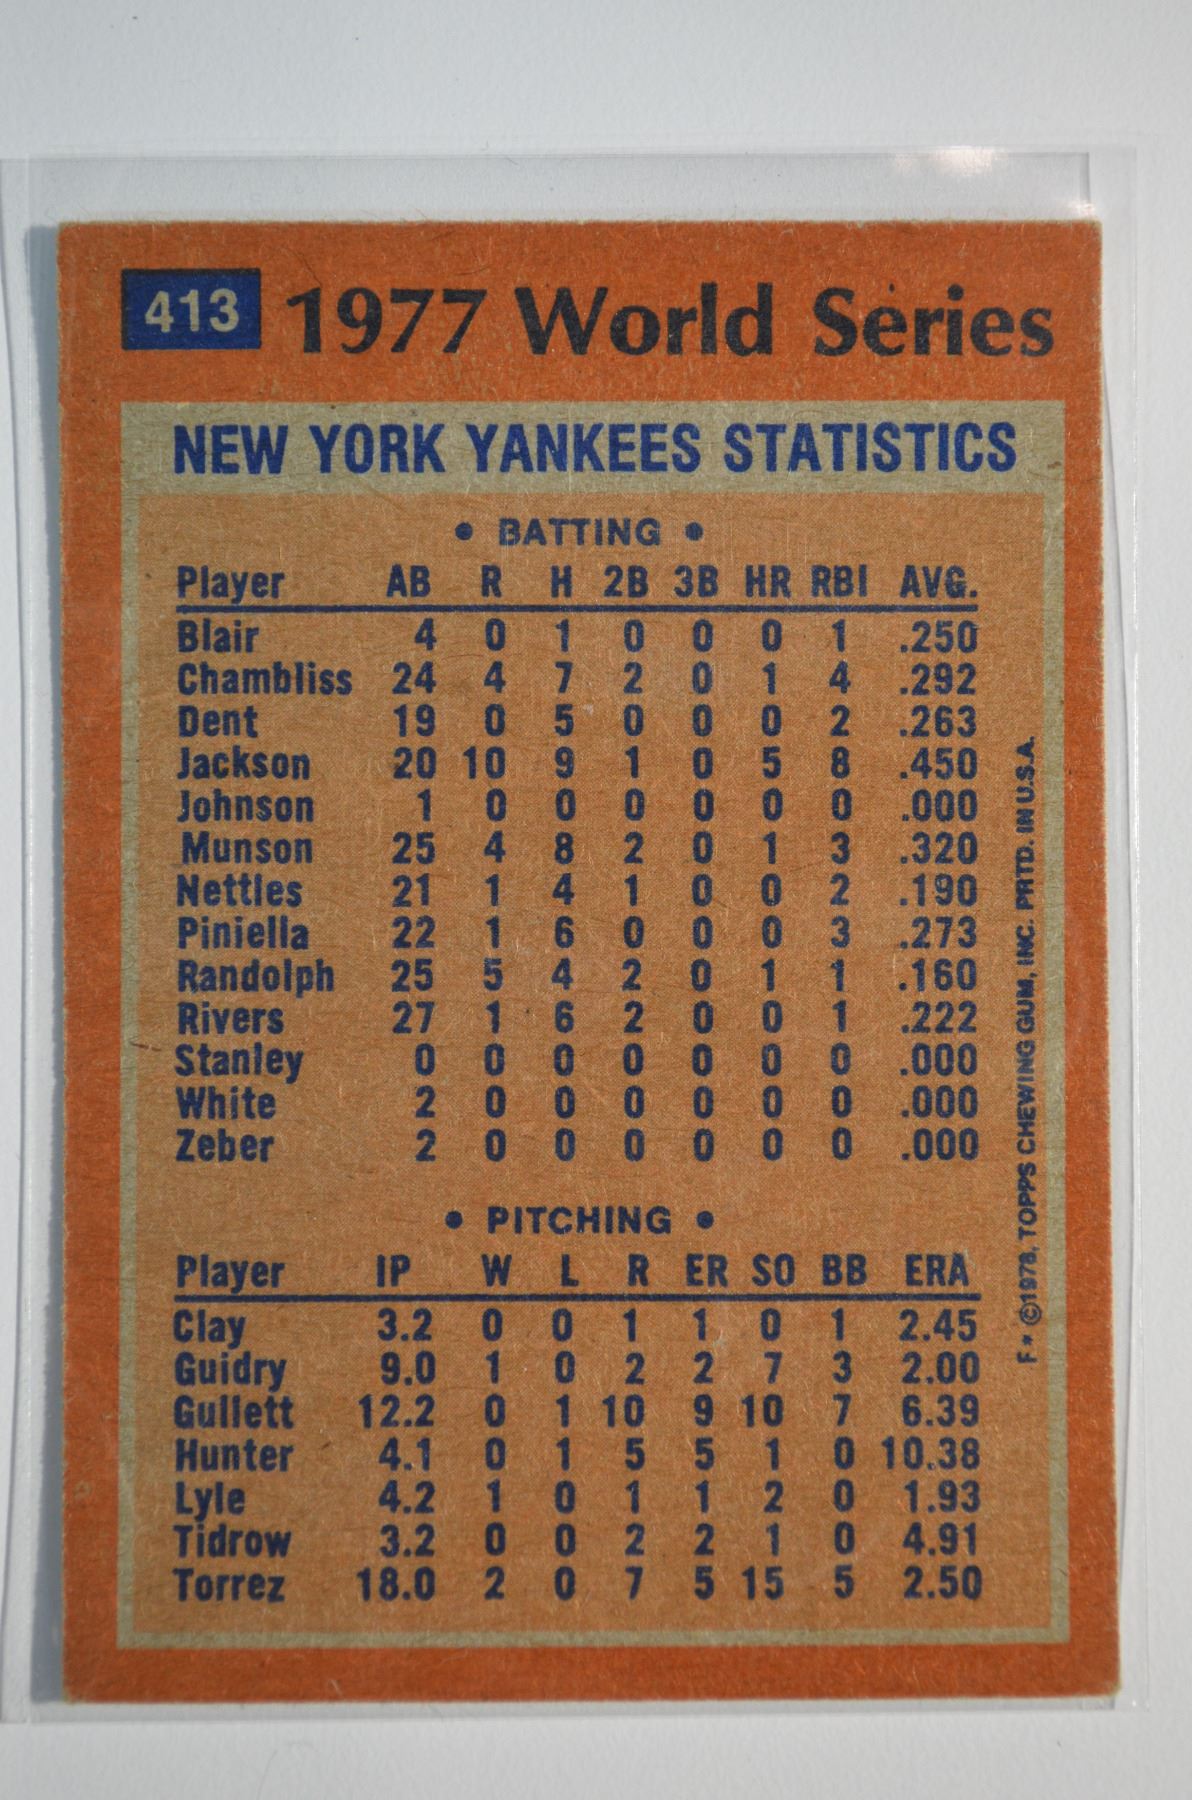 413 1977 World Series
NEW YORK YANKEES STATISTICS
• BATTING •
Player AB R H 2B 3B HR RBI AVG.
Blair 4 0 1 0 0 0 1 .250
Chambliss 24 4 7 2 0 1 4 .292
Dent 19 0 5 0 0 0 2 .263
Jackson 20 10 9 1 0 5 8 .450
Johnson 1 0 0 0 0 0 0 .000
Munson 25 4 8 2 0 1 3 .320
Nettles 21 1 4 1 0 0 2 .190
Piniella 22 1 6 0 0 0 3 .273
Randolph 25 5 4 2 0 1 1 .160
Rivers 27 1 6 2 0 0 1 .222
Stanley 0 0 0 0 0 0 0 .000
White 2 0 0 0 0 0 0 .000
Zeber 2 0 0 0 0 0 0 .000
• PITCHING •
Player IP W L R ER SO BB ERA
Clay 3.2 0 0 1 1 0 1 2.45
Guidry 9.0 1 0 2 2 7 3 2.00
Gullett 12.2 0 1 10 9 10 7 6.39
Hunter 4.1 0 1 5 5 1 0 10.38
Lyle 4.2 1 0 1 1 2 0 1.93
Tidrow 3.2 0 0 2 2 1 0 4.91
Torrez 18.0 2 0 7 5 15 5 2.50
F* ©1978, TOPPS CHEWING GUM, INC. PRTD. IN U.S.A.